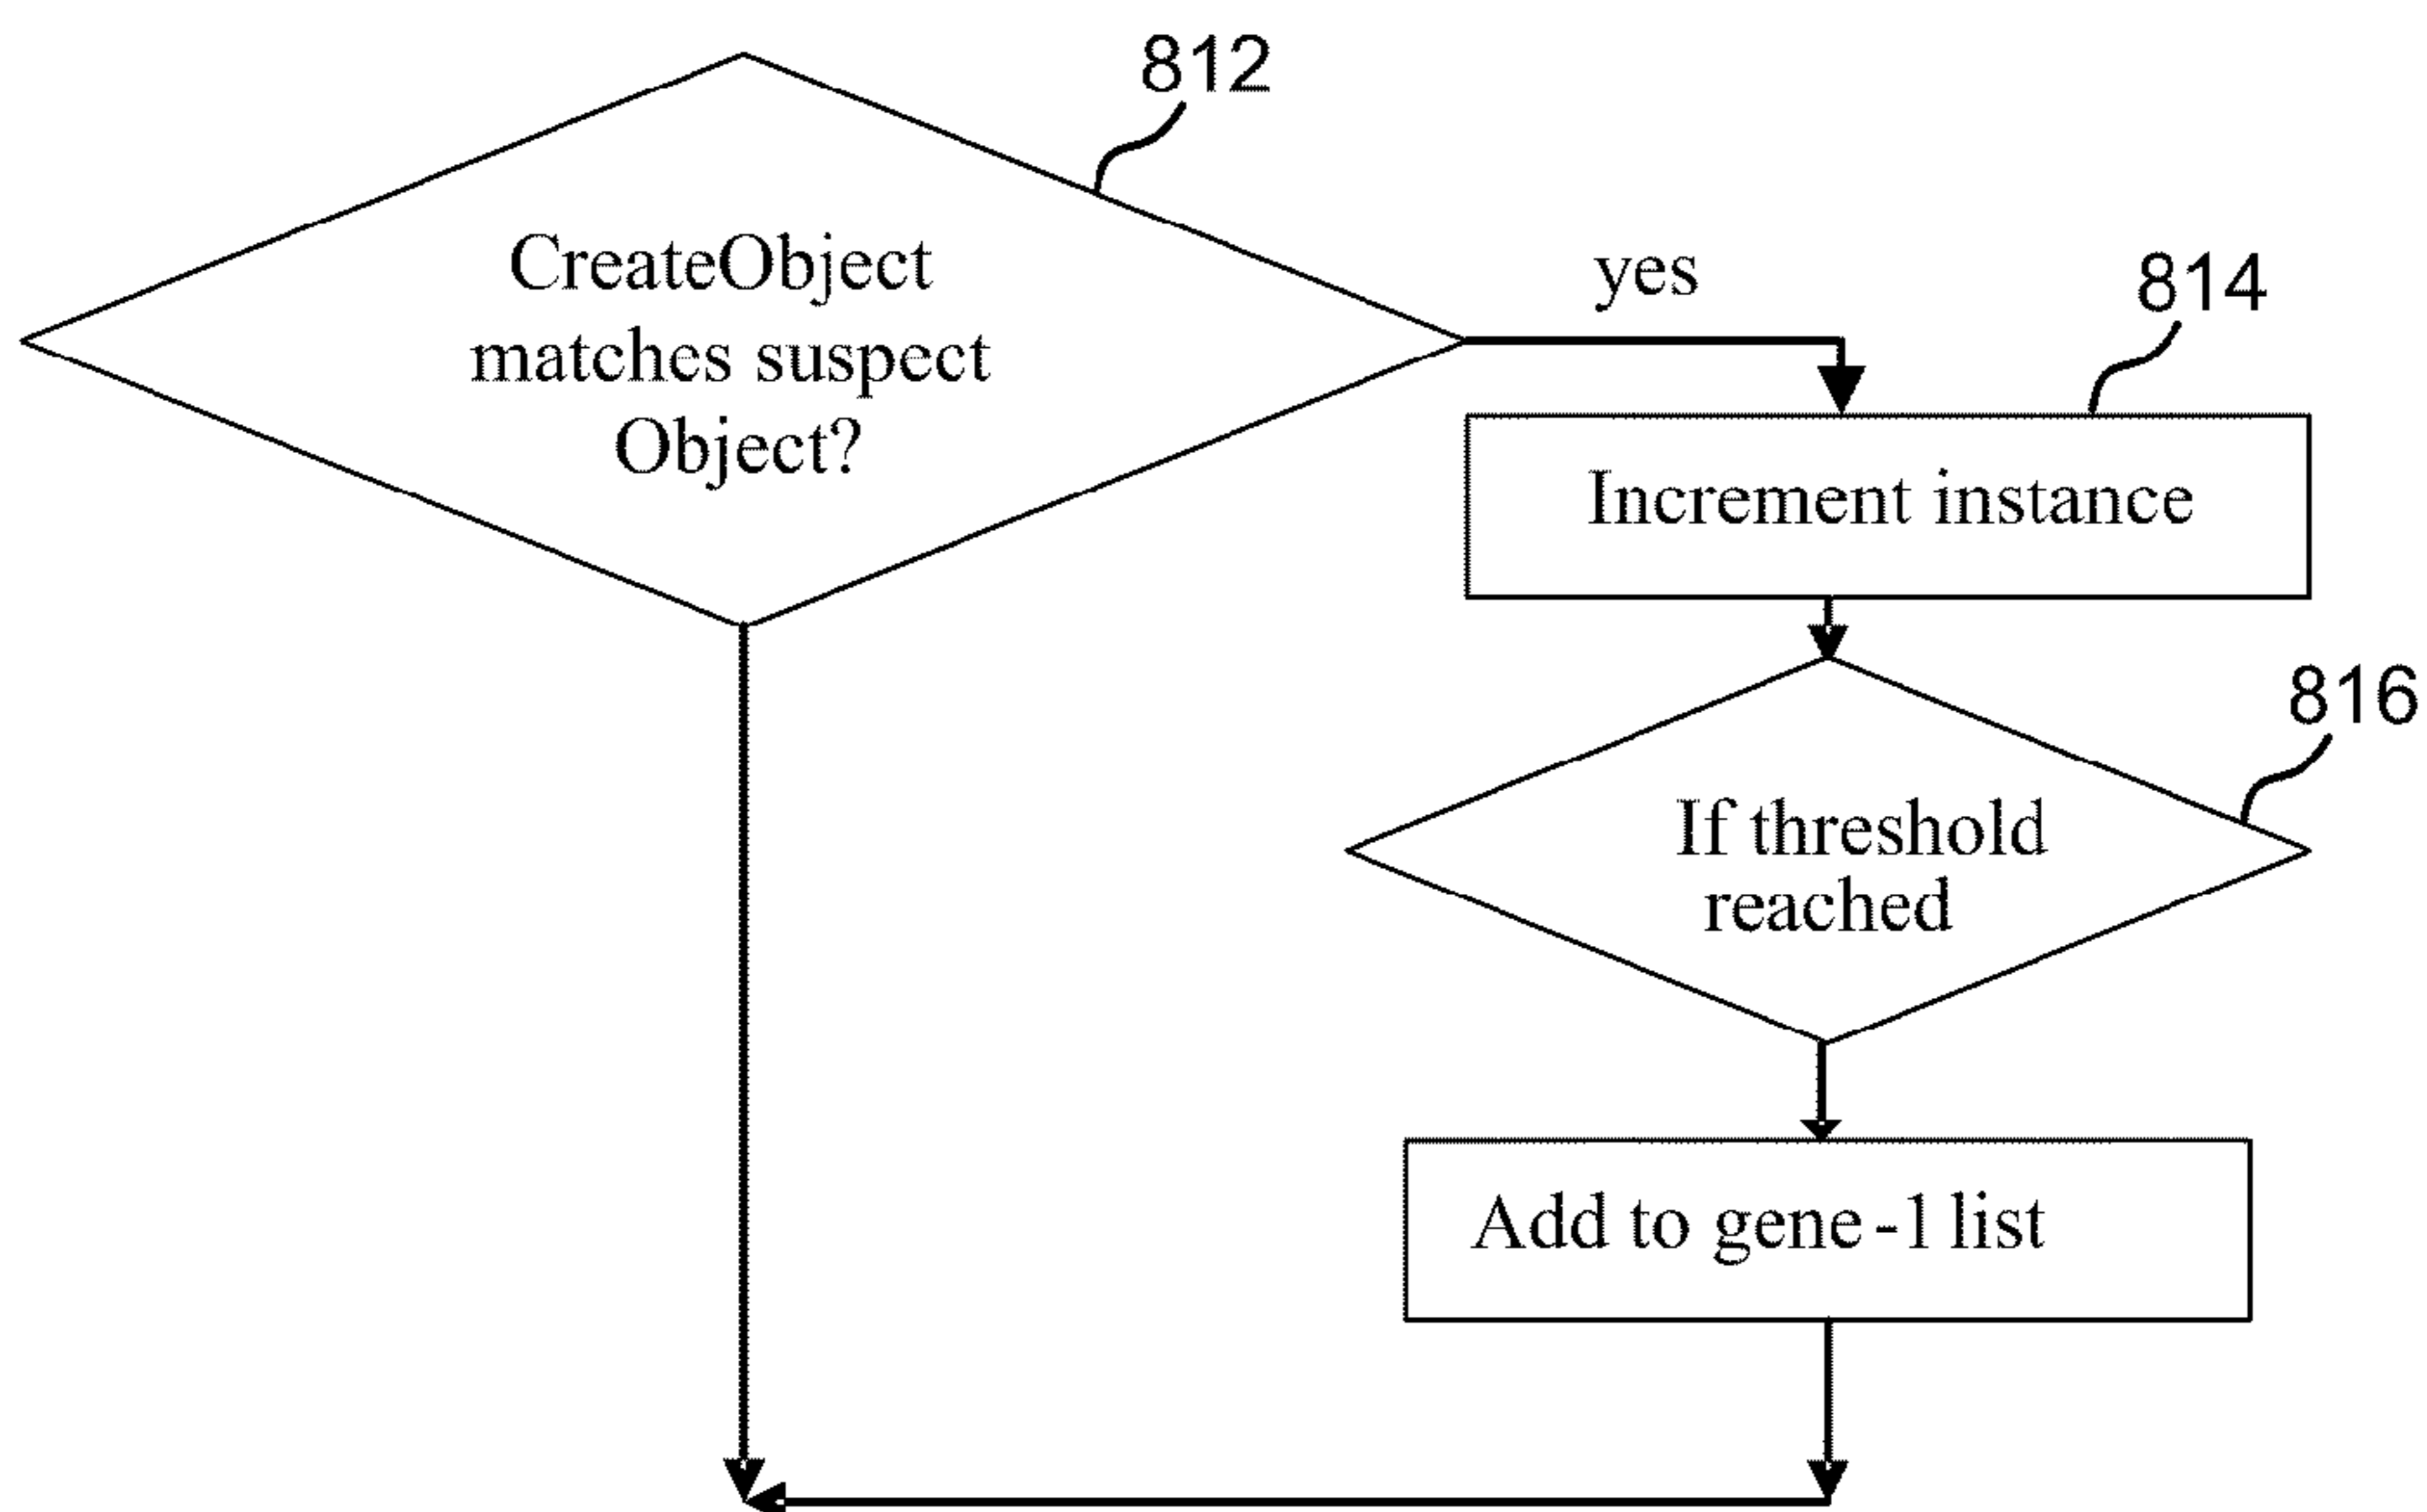 812
CreateObject
matches suspect
Object?
yes
814
Increment instance
816
If threshold
reached
Add to gene-1 list